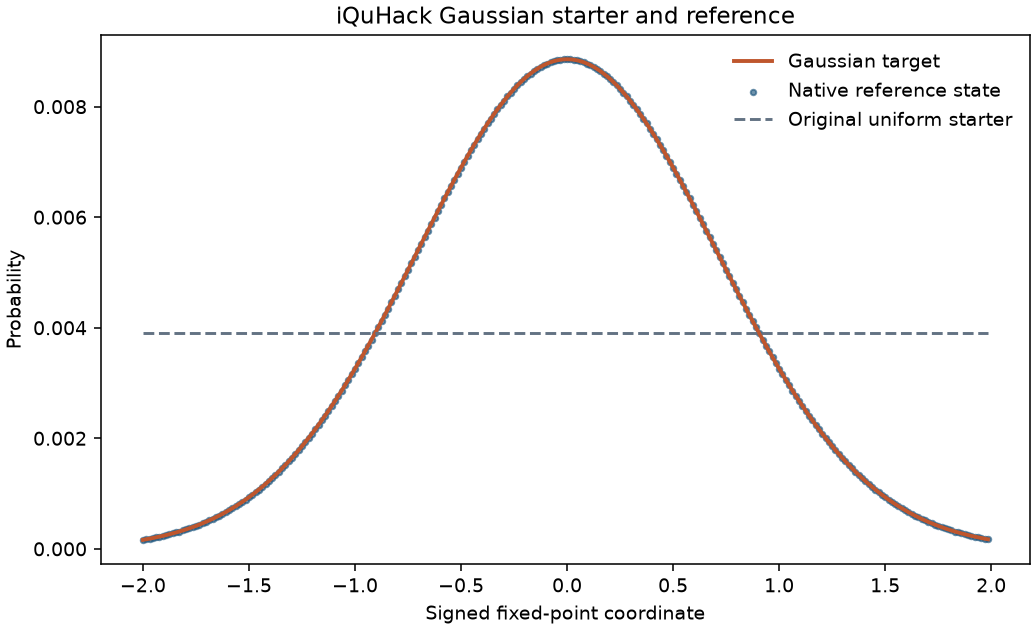 iQuHack Gaussian starter and reference
Gaussian target
Native reference state
Original uniform starter
Probability
0.008
0.006
0.004
0.002
0.000
−2.0 −1.5 −1.0 −0.5 0.0 0.5 1.0 1.5 2.0
Signed fixed-point coordinate